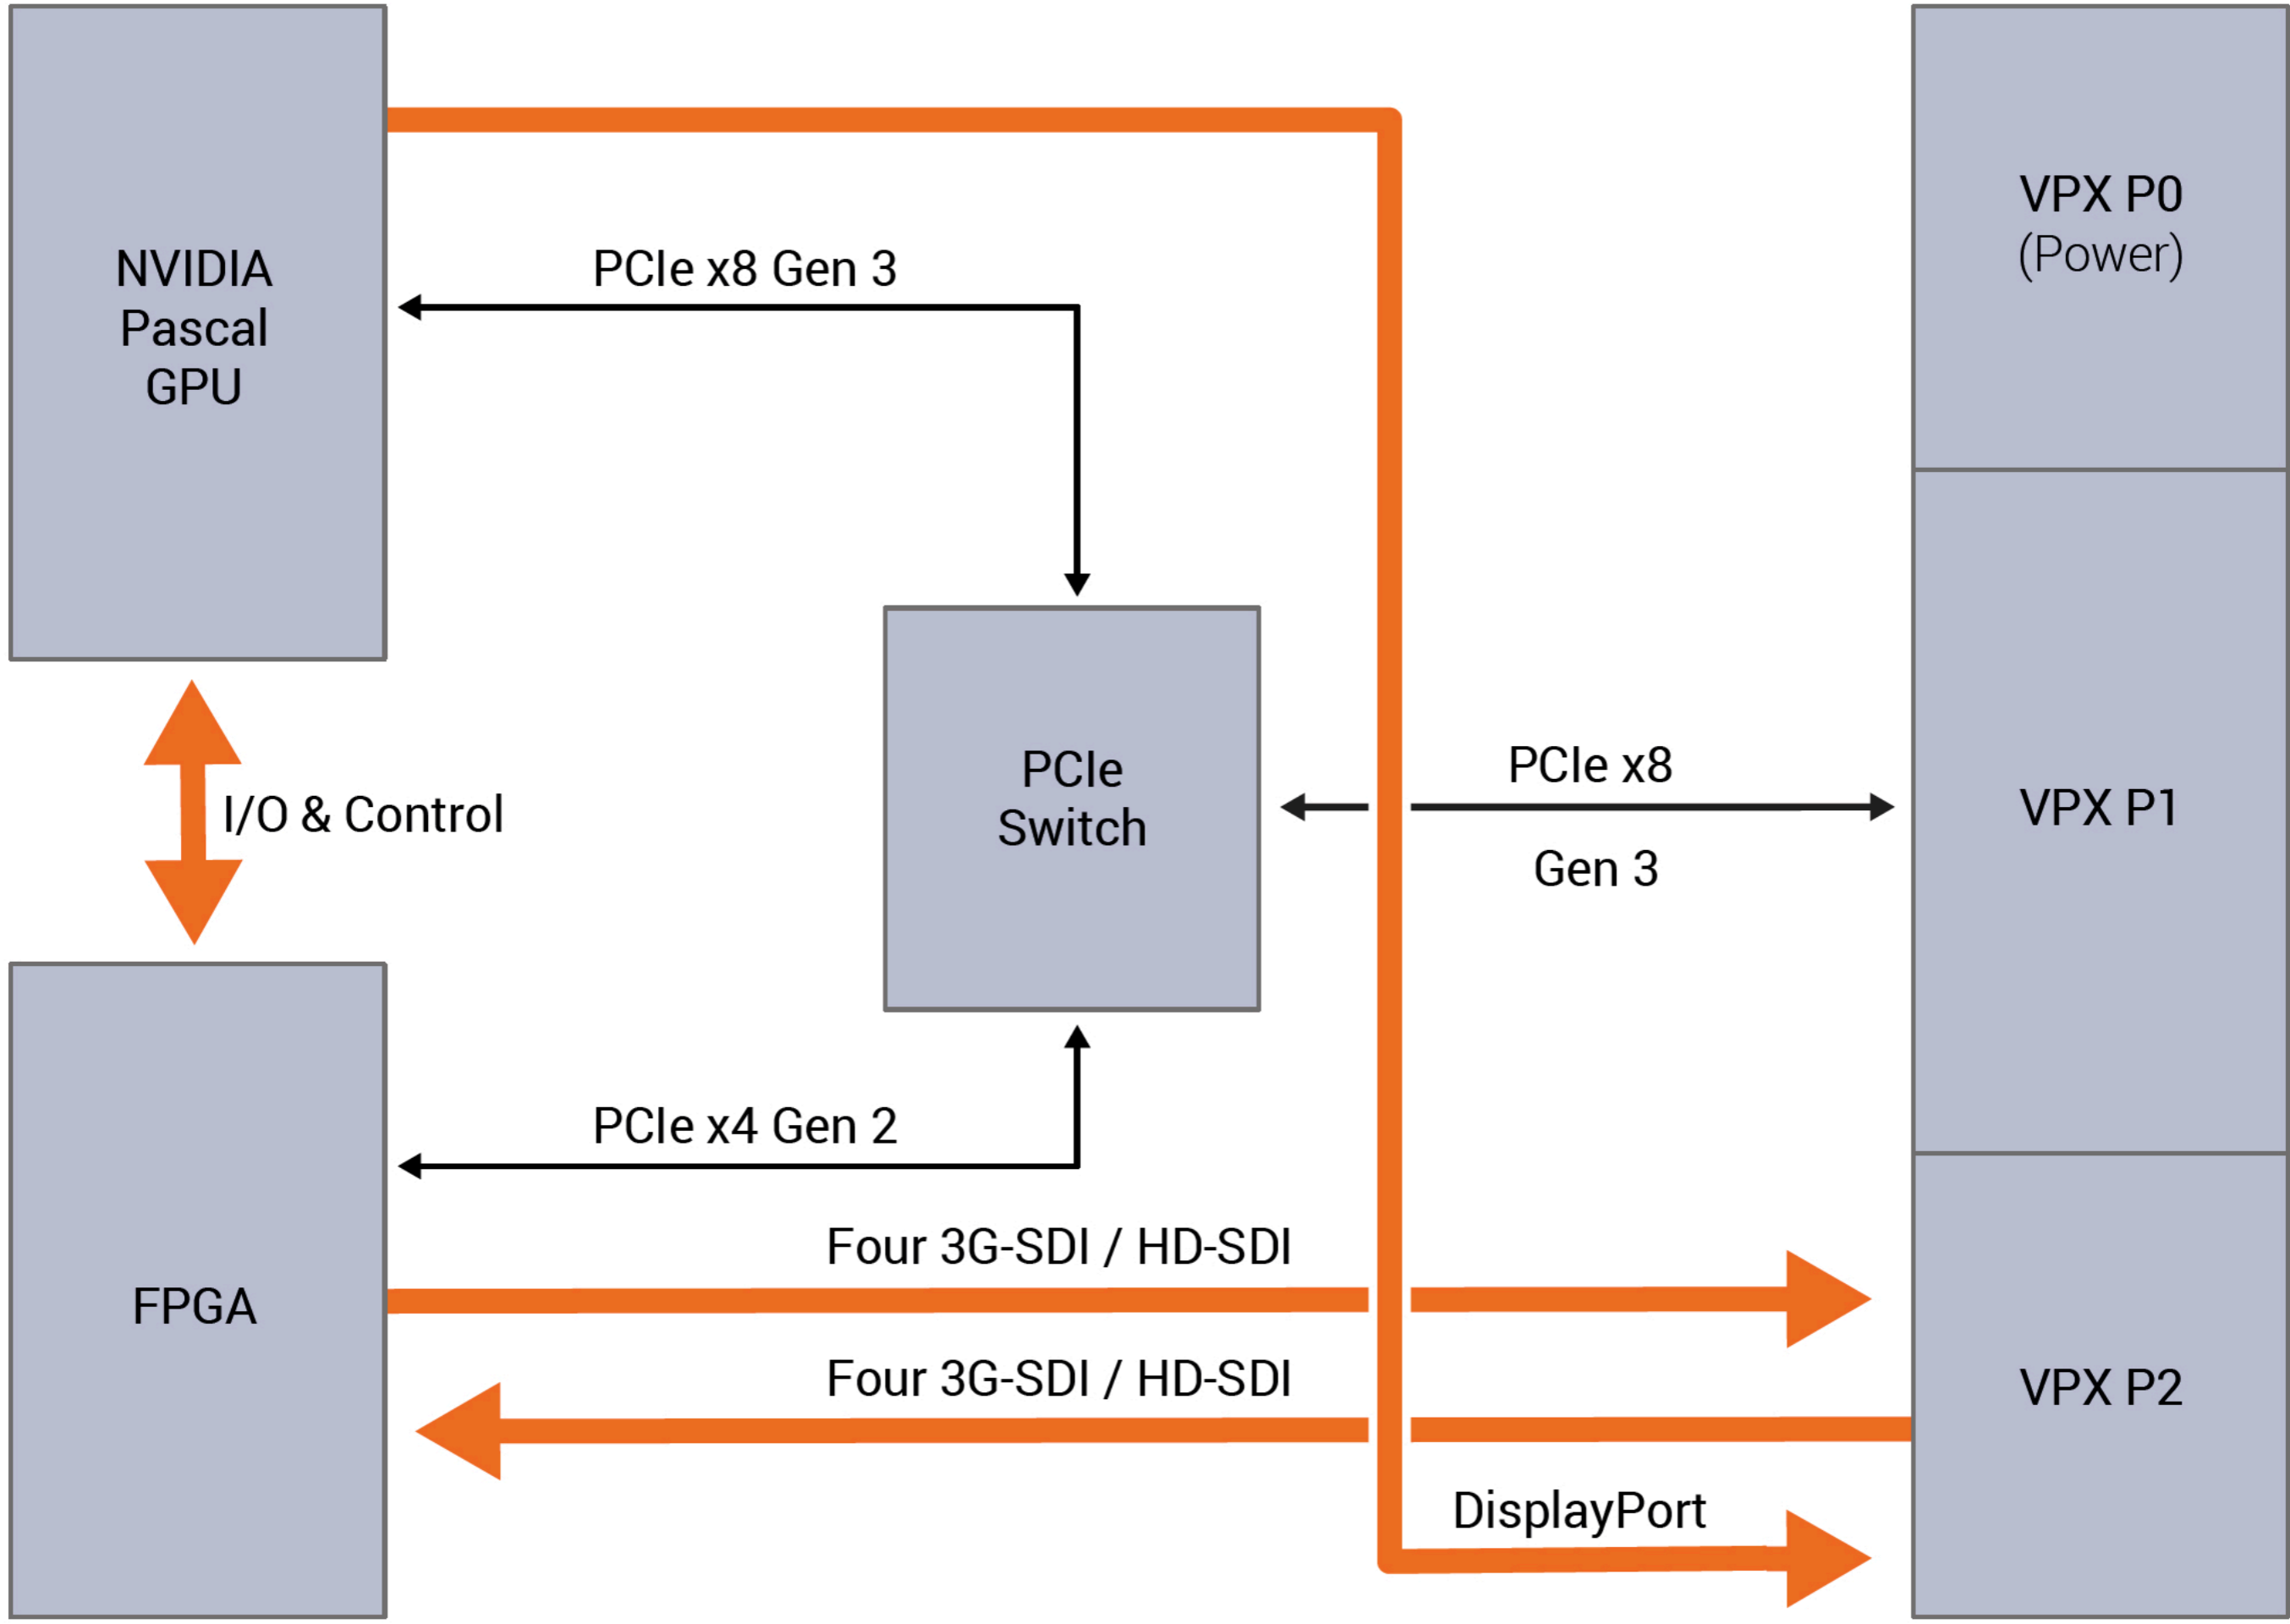 NVIDIA
Pascal
GPU
PCIe x8 Gen 3
VPX P0
(Power)
I/O & Control
PCIe
Switch
PCIe x8
Gen 3
VPX P1
PCIe x4 Gen 2
FPGA
Four 3G-SDI / HD-SDI
Four 3G-SDI / HD-SDI
VPX P2
DisplayPort